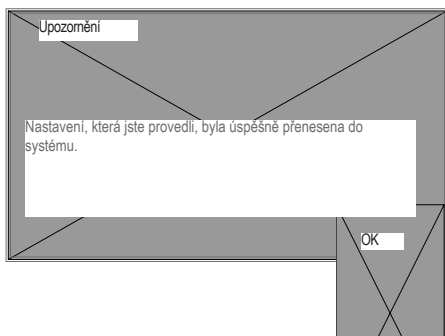 Upozornění
Nastavení, která jste provedli, byla úspěšně přenesena do
systému.
OK